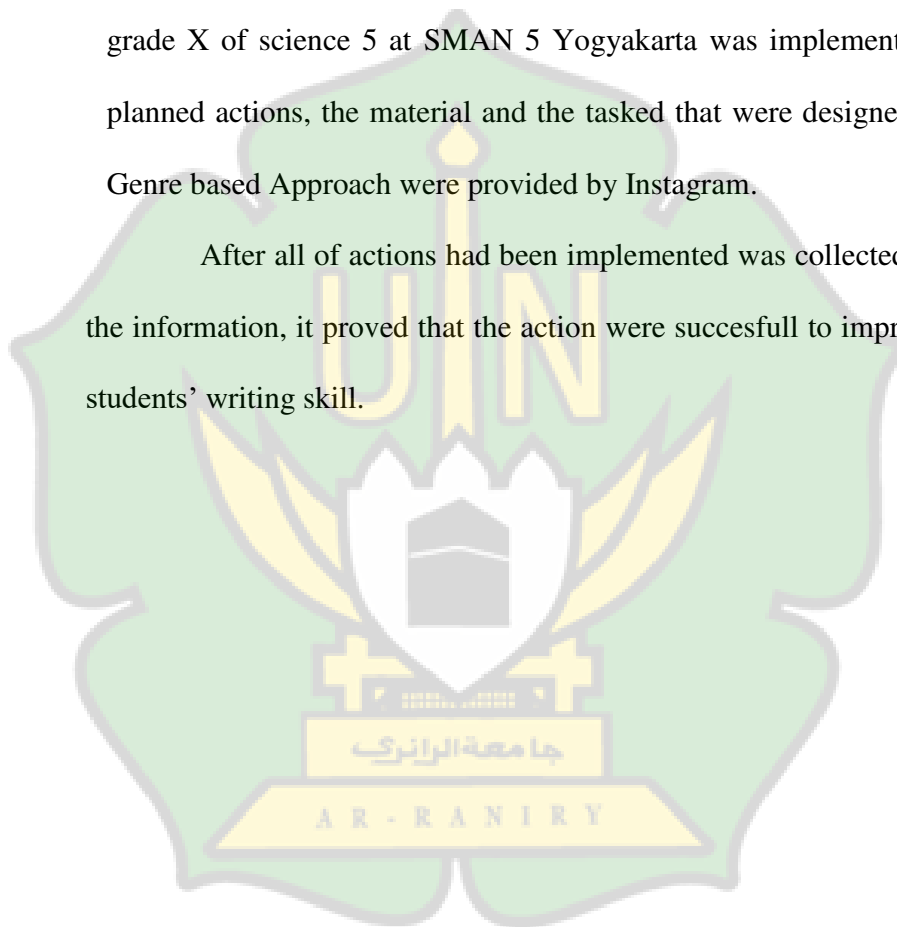 grade X of science 5 at SMAN 5 Yogyakarta was implement
planned actions, the material and the tasked that were designe
Genre based Approach were provided by Instagram.
After all of actions had been implemented was collected
the information, it proved that the action were succesfull to impr
students’ writing skill.
UIN
جامعة الرانري
AR-RANIRY